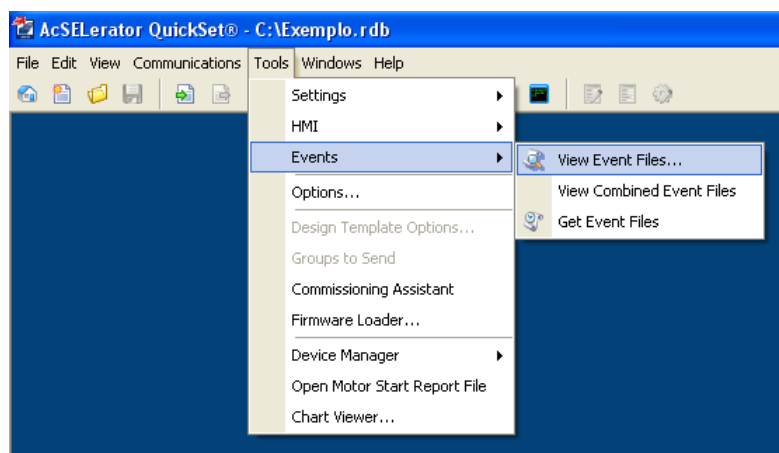 AcSELerator QuickSet® - C:\Exemplo.rdb
File Edit View Communications Tools Windows Help
Settings
HMI
Events
View Event Files...
View Combined Event Files
Get Event Files
Options...
Design Template Options...
Groups to Send
Commissioning Assistant
Firmware Loader...
Device Manager
Open Motor Start Report File
Chart Viewer...